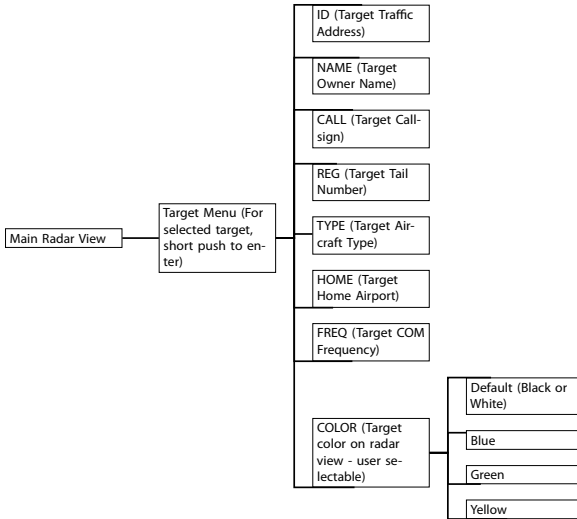 ID (Target Traffic
Address)
NAME (Target
Owner Name)
CALL (Target Call-
sign)
REG (Target Tail
Number)
Main Radar View
Target Menu (For
selected target,
short push to en-
ter)
TYPE (Target Air-
craft Type)
HOME (Target
Home Airport)
FREQ (Target COM
Frequency)
COLOR (Target
color on radar
view - user se-
lectable)
Default (Black or
White)
Blue
Green
Yellow